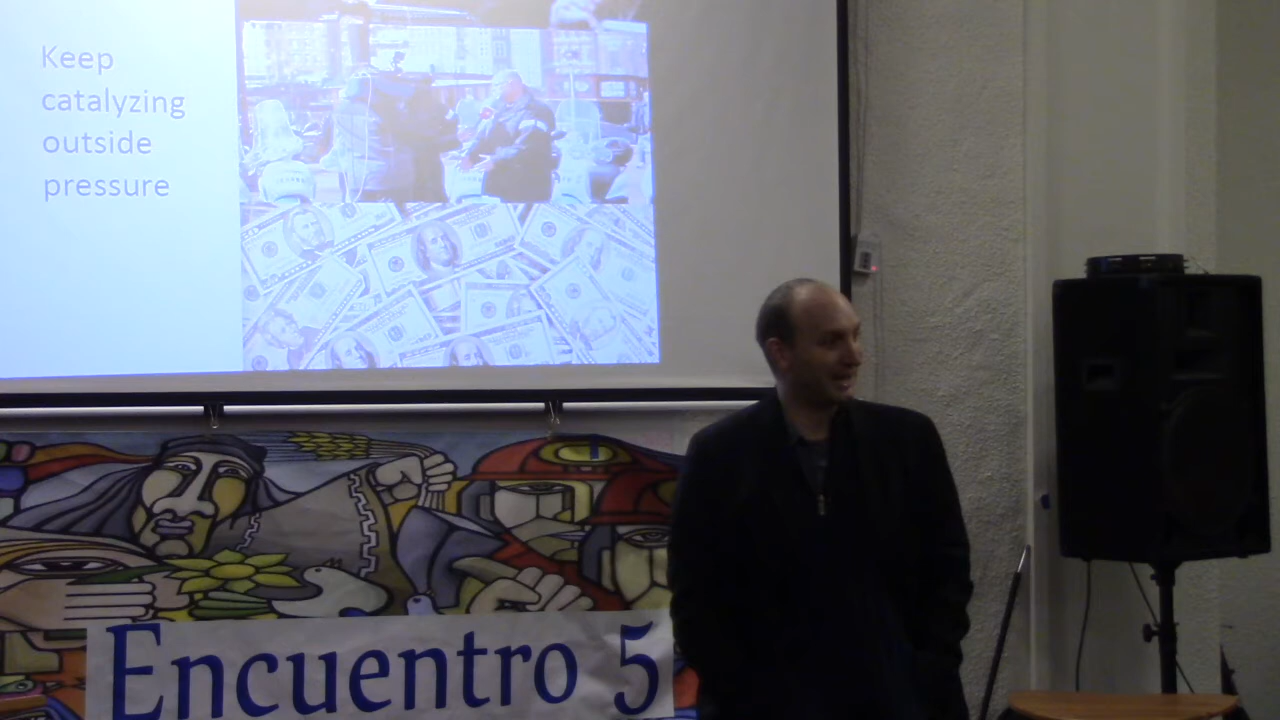 Keep
catalyzing
outside
pressure
Encuentro 5